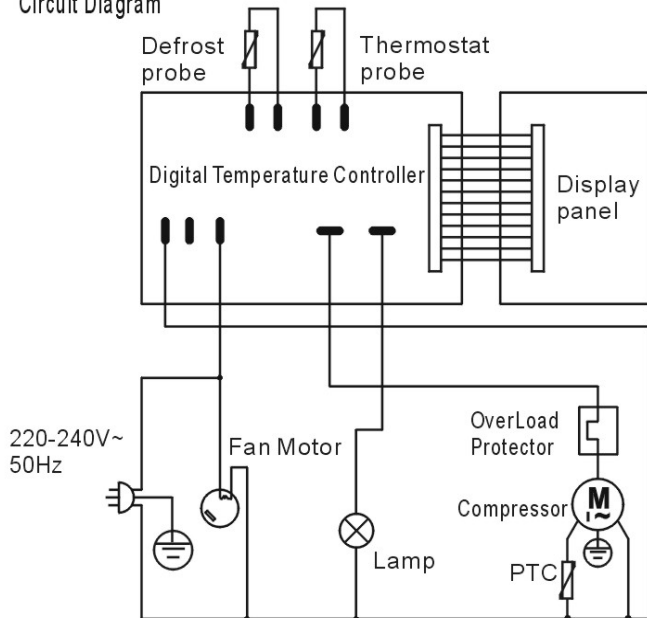 Circuit Diagram
Defrost
probe
Thermostat
probe
Digital Temperature Controller
Display
panel
220-240V~
50Hz
Fan Motor
OverLoad
Protector
Compressor
M
1~
Lamp
PTC